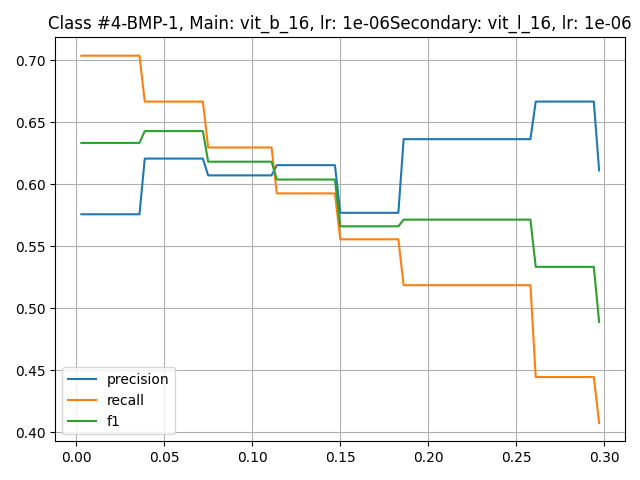 Class #4-BMP-1, Main: vit_b_16, lr: 1e-06Secondary: vit_l_16, lr: 1e-06
0.70
0.65
0.60
0.55
0.50
0.45
0.40
precision
recall
f1
0.00 0.05 0.10 0.15 0.20 0.25 0.30